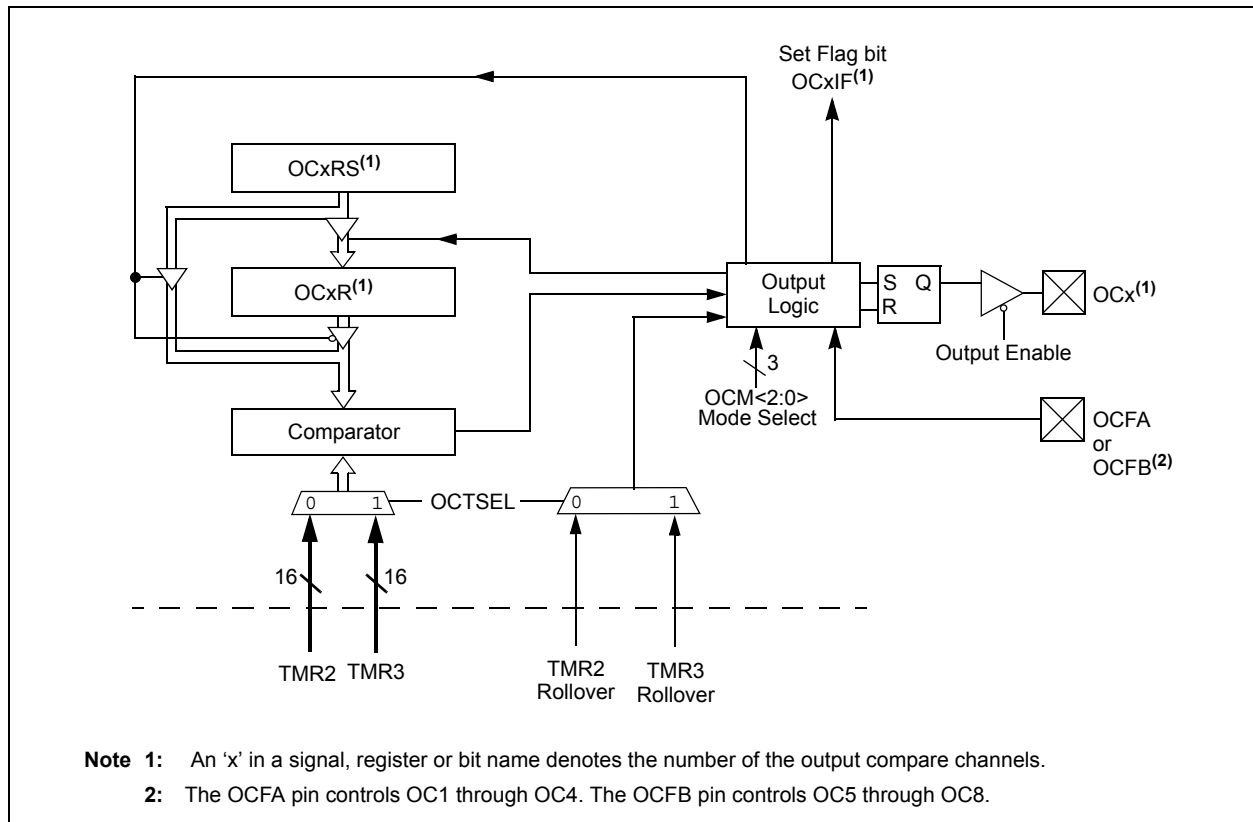 Set Flag bit
OCxIF(1)
OCxRS(1)
OCxR(1)
Output
Logic
S Q
R
OCx(1)
Output Enable
3
OCM<2:0>
Mode Select
Comparator
OCFA
or
OCFB(2)
0 1
OCTSEL
0 1
16
16
TMR2
TMR3
TMR2
Rollover
TMR3
Rollover
Note 1: An ‘x’ in a signal, register or bit name denotes the number of the output compare channels.
2: The OCFA pin controls OC1 through OC4. The OCFB pin controls OC5 through OC8.